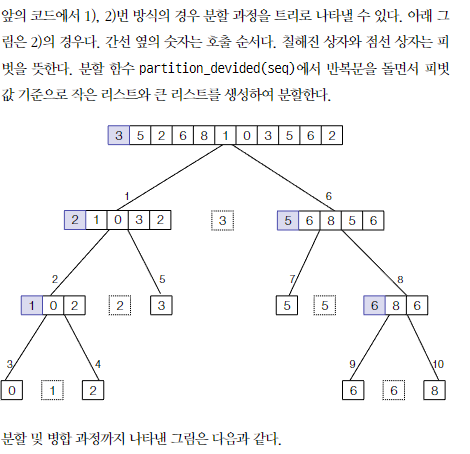 앞의 코드에서 1), 2)번 방식의 경우 분할 과정을 트리로 나타낼 수 있다. 아래 그
림은 2)의 경우다. 간선 옆의 숫자는 호출 순서다. 칠해진 상자와 점선 상자는 피
벗을 뜻한다. 분할 함수 partition_devided(seq)에서 반복문을 돌면서 피벗
값 기준으로 작은 리스트와 큰 리스트를 생성하여 분할한다.
3 5 2 6 8 1 0 3 5 6 2
1 6
2 1 0 3 2 3 5 6 8 5 6
2 5 7 8
1 0 2 2 3 5 5 6 8 6
3 4 9 10
0 1 2 6 6 8
분할 및 병합 과정까지 나타낸 그림은 다음과 같다.